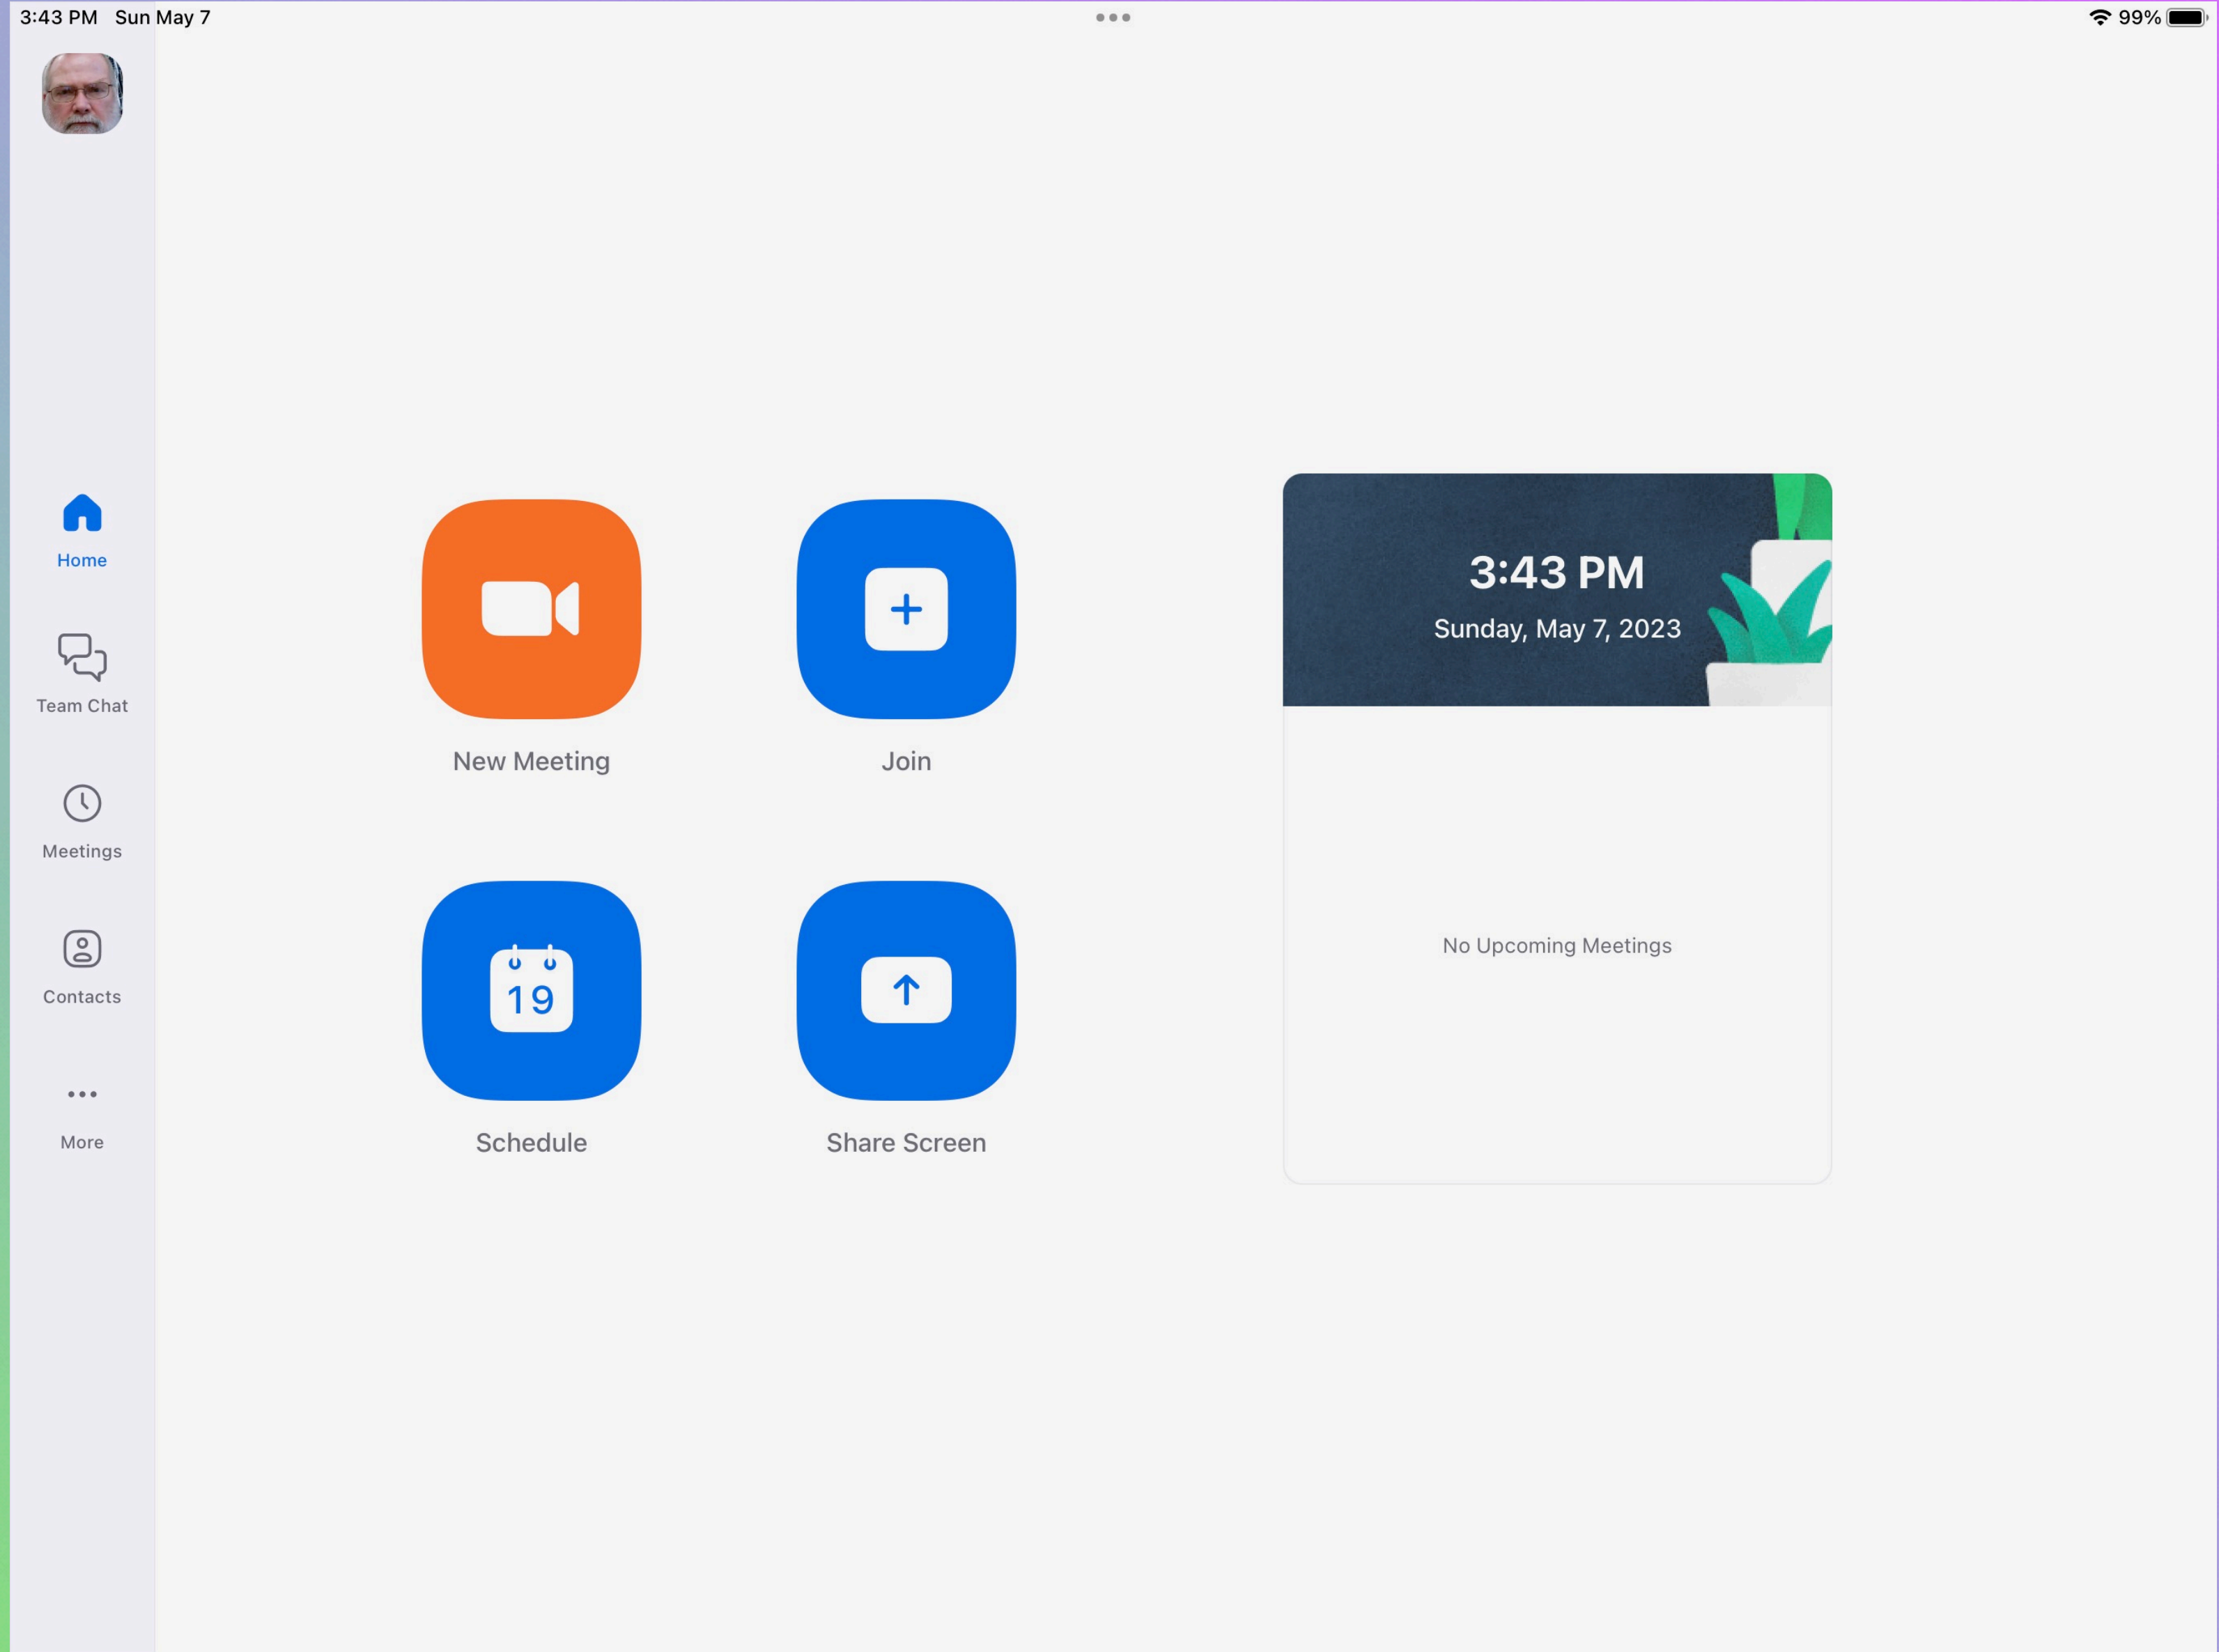 3:43 PM Sun May 7
99%
Home
Team Chat
Meetings
Contacts
More
New Meeting
Join
19
Schedule
Share Screen
3:43 PM
Sunday, May 7, 2023
No Upcoming Meetings